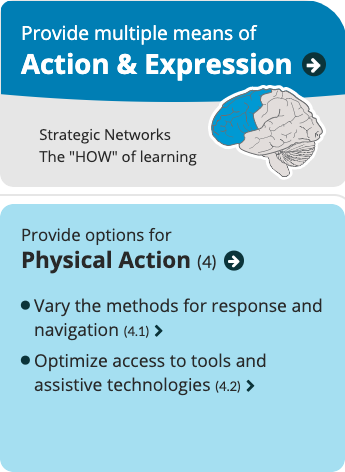 Provide multiple means of
Action & Expression
Strategic Networks
The "HOW" of learning
Provide options for
Physical Action (4)
Vary the methods for response and
navigation (4.1)
Optimize access to tools and
assistive technologies (4.2)